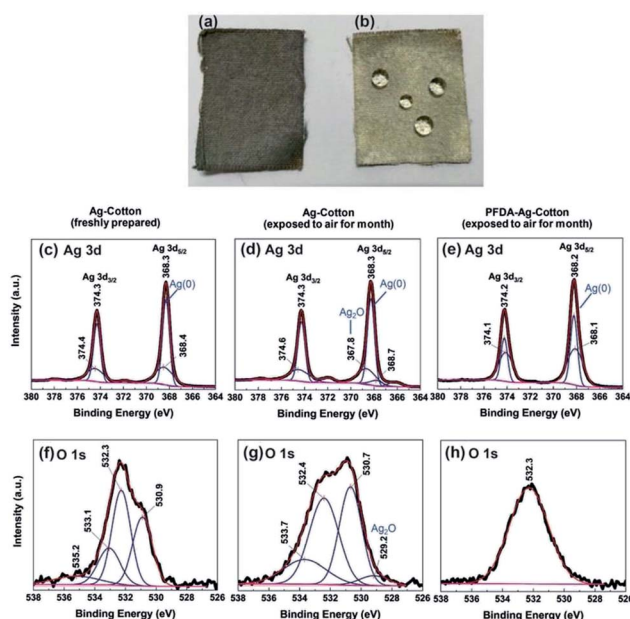 (a) (b)
Ag-Cotton
(freshly prepared)
Ag-Cotton
(exposed to air for month)
PFDA-Ag-Cotton
(exposed to air for month)
(c) Ag 3d
Ag 3d3/2
374.3
374.4
Ag 3d5/2
368.3
Ag(0)
368.4
Intensity (a.u.)
380 378 376 374 372 370 368 366 364
Binding Energy (eV)
(d) Ag 3d
Ag 3d3/2
374.3
374.6
Ag 3d5/2
368.3
Ag(0)
Ag2O
367.8
368.7
380 378 376 374 372 370 368 366 364
Binding Energy (eV)
(e) Ag 3d
Ag 3d3/2
374.2
374.1
Ag 3d5/2
368.2
Ag(0)
368.1
380 378 376 374 372 370 368 366 364
Binding Energy (eV)
(f) O 1s
532.3
533.1
535.2
530.9
Intensity (a.u.)
538 536 534 532 530 528 526
Binding Energy (eV)
(g) O 1s
532.4
533.7
530.7
Ag2O
529.2
538 536 534 532 530 528 526
Binding Energy (eV)
(h) O 1s
532.3
538 536 534 532 530 528 526
Binding Energy (eV)